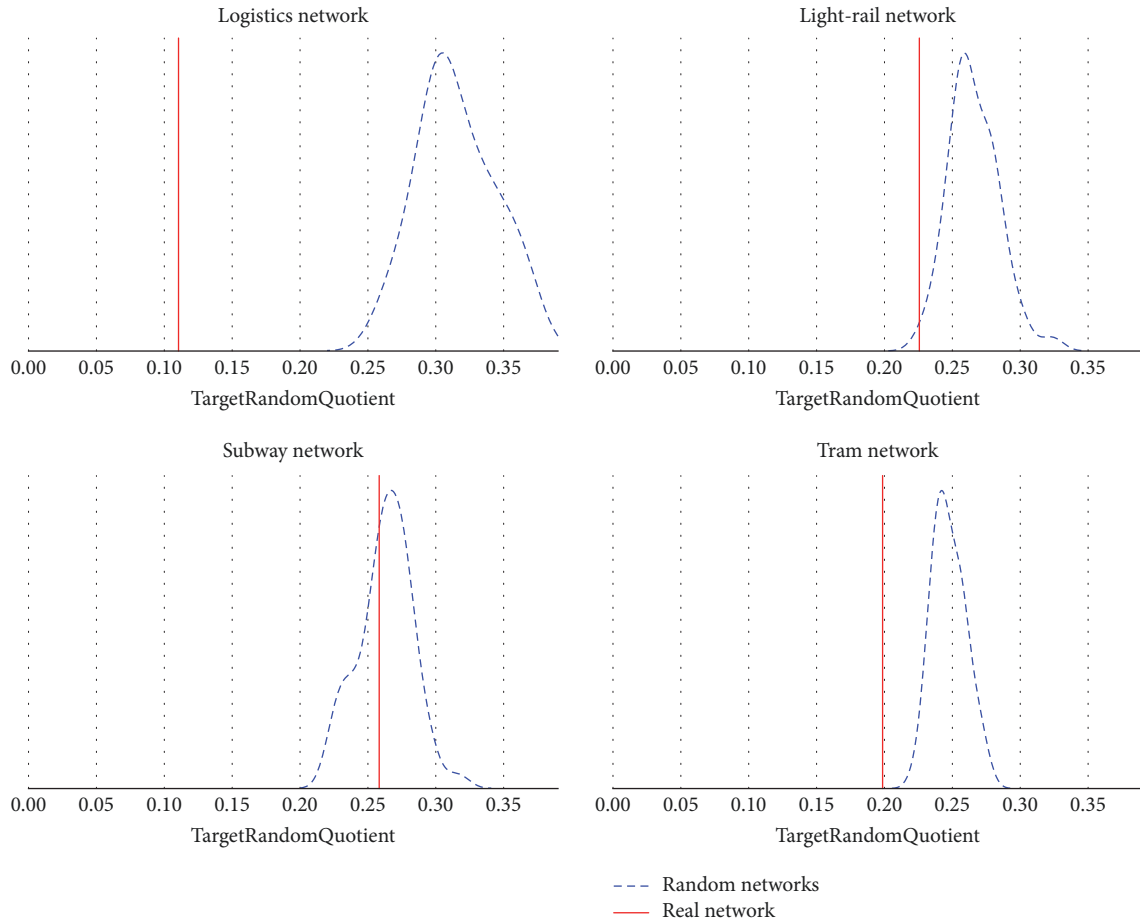 Logistics network
0.00 0.05 0.10 0.15 0.20 0.25 0.30 0.35
TargetRandomQuotient
Light-rail network
0.00 0.05 0.10 0.15 0.20 0.25 0.30 0.35
TargetRandomQuotient
Subway network
0.00 0.05 0.10 0.15 0.20 0.25 0.30 0.35
TargetRandomQuotient
Tram network
0.00 0.05 0.10 0.15 0.20 0.25 0.30 0.35
TargetRandomQuotient
Random networks
Real network